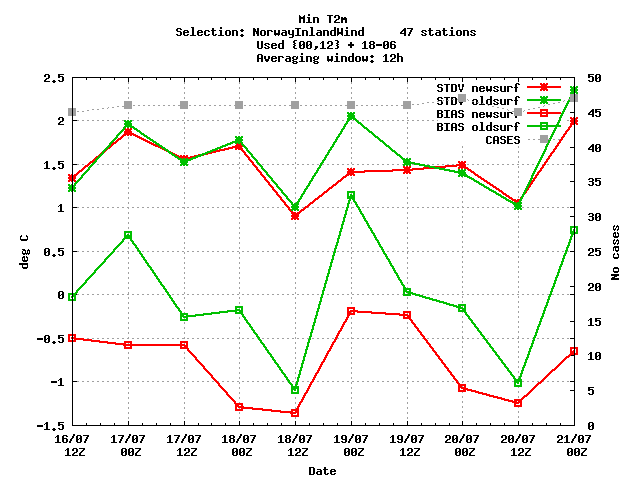 Min T2m
Selection: NorwayInlandWind 47 stations
Used {00,12} + 18-06
Averaging window: 12h
STDV newsurf
STDV oldsurf
BIAS newsurf
BIAS oldsurf
CASES
2.5
2
1.5
1
0.5
0
-0.5
-1
-1.5
deg C
50
45
40
35
30
25
20
15
10
5
0
No cases
16/07 17/07 17/07 18/07 18/07 19/07 19/07 20/07 20/07 21/07
12Z 00Z 12Z 00Z 12Z 00Z 12Z 00Z 12Z 00Z
Date